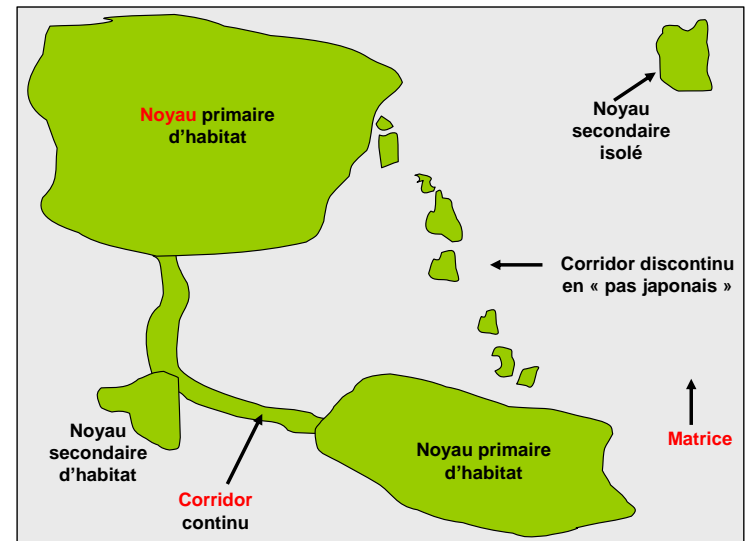 Noyau primaire
d’habitat
Noyau
secondaire
isolé
Corridor discontinu
en « pas japonais »
Matrice
Noyau
secondaire
d’habitat
Noyau primaire
d’habitat
Corridor
continu